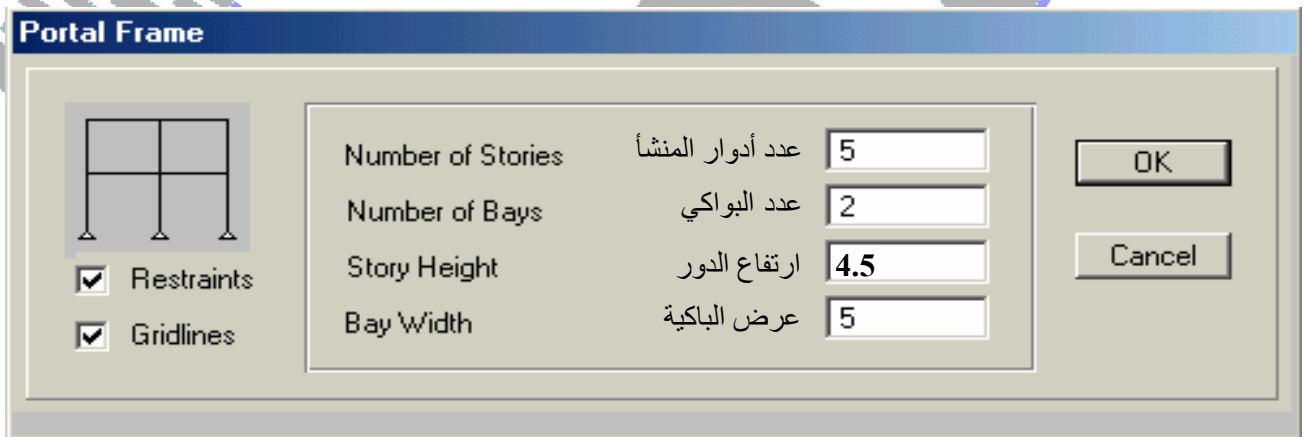 Portal Frame
Number of Stories عدد أدوار المنشأ 5
Number of Bays عدد البواكي 2
Story Height ارتفاع الدور 4.5
Bay Width عرض الباكية 5
Restraints
Gridlines
OK
Cancel